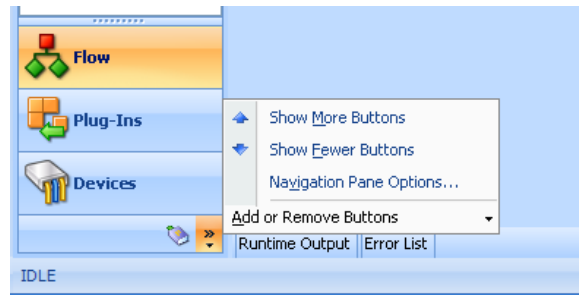 Flow
Plug-Ins
Devices
Show More Buttons
Show Fewer Buttons
Navigation Pane Options...
Add or Remove Buttons
Runtime Output Error List
IDLE